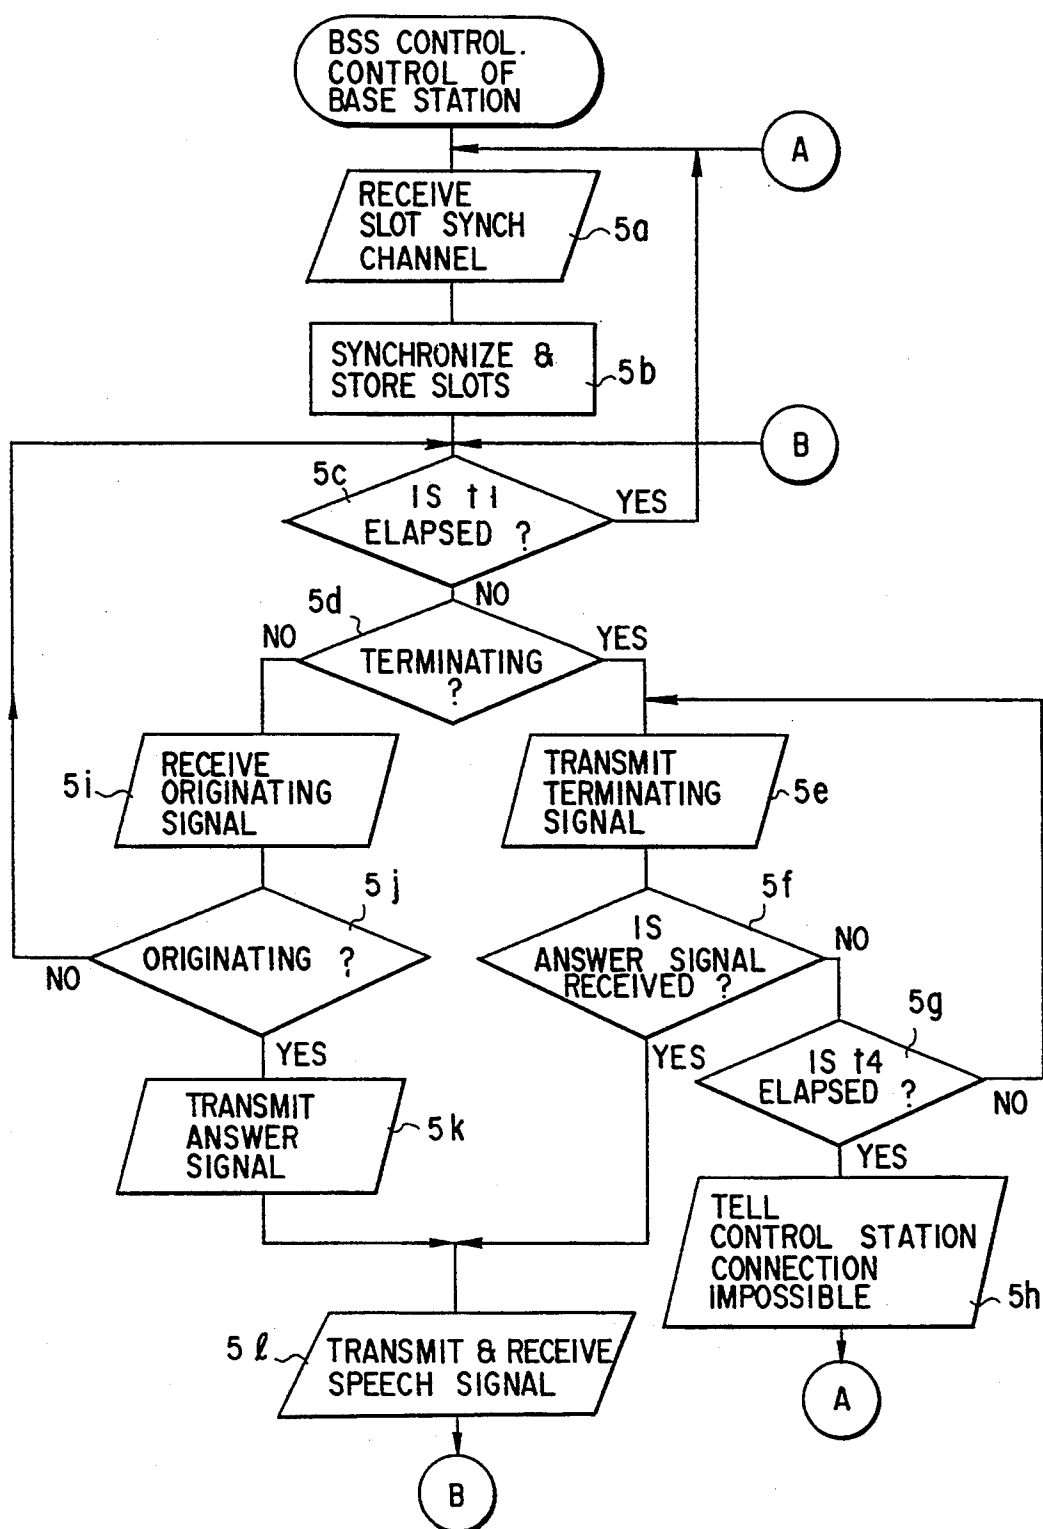 BSS CONTROL.
CONTROL OF
BASE STATION
A
RECEIVE
SLOT SYNCH
CHANNEL
5a
SYNCHRONIZE &
STORE SLOTS
5b
B
5c
IS t1
ELAPSED ?
YES
NO
5d
NO
YES
TERMINATING
?
5i
RECEIVE
ORIGINATING
SIGNAL
TRANSMIT
TERMINATING
SIGNAL
5e
5j
5f
ORIGINATING ?
NO
IS
ANSWER SIGNAL
RECEIVED ?
NO
5g
YES
YES
IS t4
ELAPSED ?
NO
TRANSMIT
ANSWER
SIGNAL
5k
YES
TELL
CONTROL STATION
CONNECTION
IMPOSSIBLE
5h
5ℓ
TRANSMIT & RECEIVE
SPEECH SIGNAL
A
B